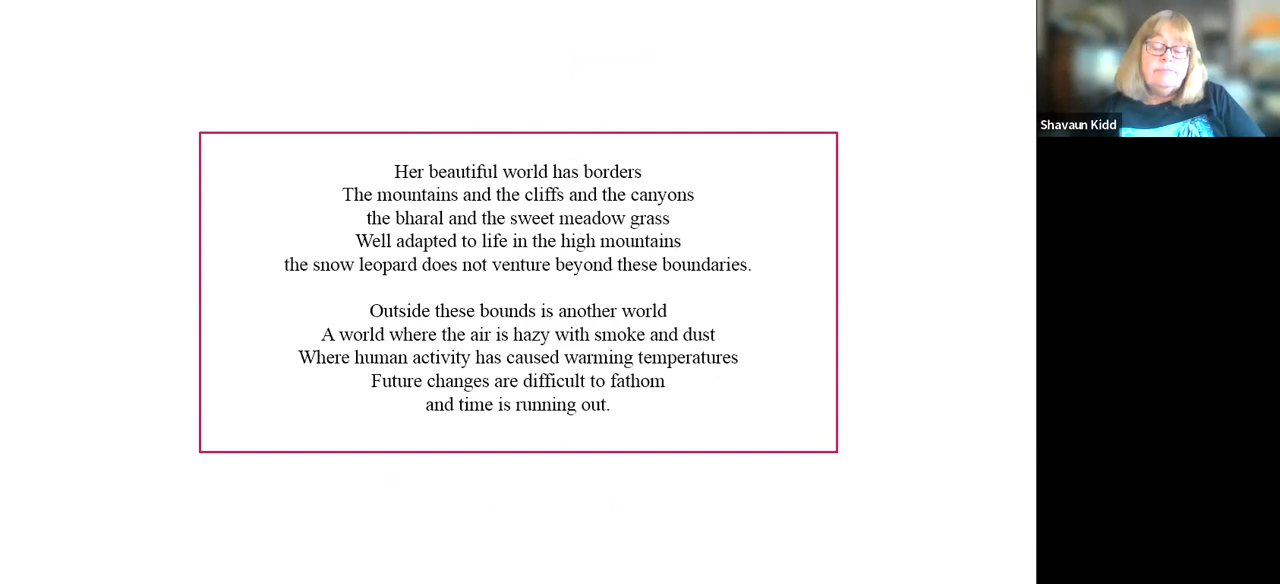 Her beautiful world has borders
The mountains and the cliffs and the canyons
the bharal and the sweet meadow grass
Well adapted to life in the high mountains
the snow leopard does not venture beyond these boundaries.
Outside these bounds is another world
A world where the air is hazy with smoke and dust
Where human activity has caused warming temperatures
Future changes are difficult to fathom
and time is running out.
Shavaun Kidd